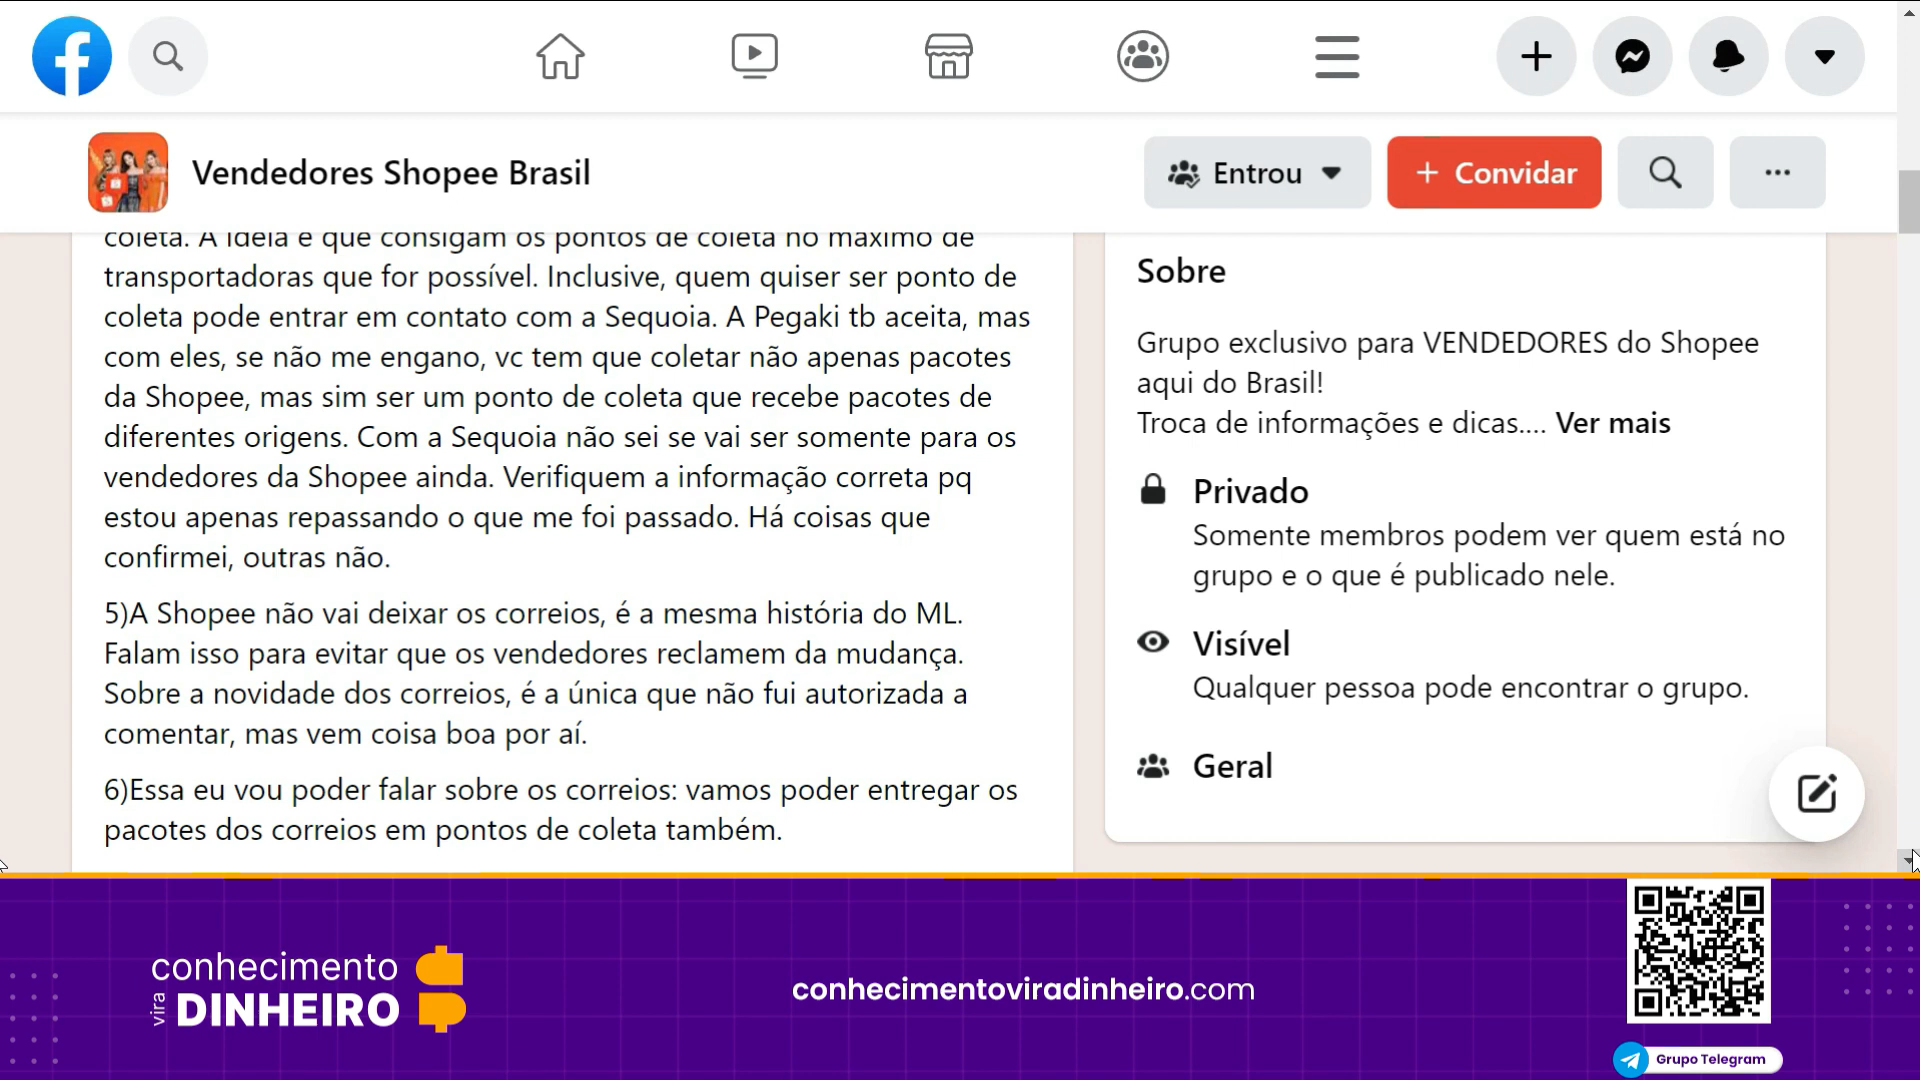 Vendedores Shopee Brasil
Entrou
+ Convidar
coleta. A ideia é que consigam os pontos de coleta no máximo de
transportadoras que for possível. Inclusive, quem quiser ser ponto de
coleta pode entrar em contato com a Sequoia. A Pegaki tb aceita, mas
com eles, se não me engano, vc tem que coletar não apenas pacotes
da Shopee, mas sim ser um ponto de coleta que recebe pacotes de
diferentes origens. Com a Sequoia não sei se vai ser somente para os
vendedores da Shopee ainda. Verifiquem a informação correta pq
estou apenas repassando o que me foi passado. Há coisas que
confirmei, outras não.
5)A Shopee não vai deixar os correios, é a mesma história do ML.
Falam isso para evitar que os vendedores reclamem da mudança.
Sobre a novidade dos correios, é a única que não fui autorizada a
comentar, mas vem coisa boa por aí.
6)Essa eu vou poder falar sobre os correios: vamos poder entregar os
pacotes dos correios em pontos de coleta também.
Sobre
Grupo exclusivo para VENDEDORES do Shopee
aqui do Brasil!
Troca de informações e dicas.... Ver mais
Privado
Somente membros podem ver quem está no
grupo e o que é publicado nele.
Visível
Qualquer pessoa pode encontrar o grupo.
Geral
conhecimento
vira DINHEIRO
conhecimentoviradinheiro.com
Grupo Telegram